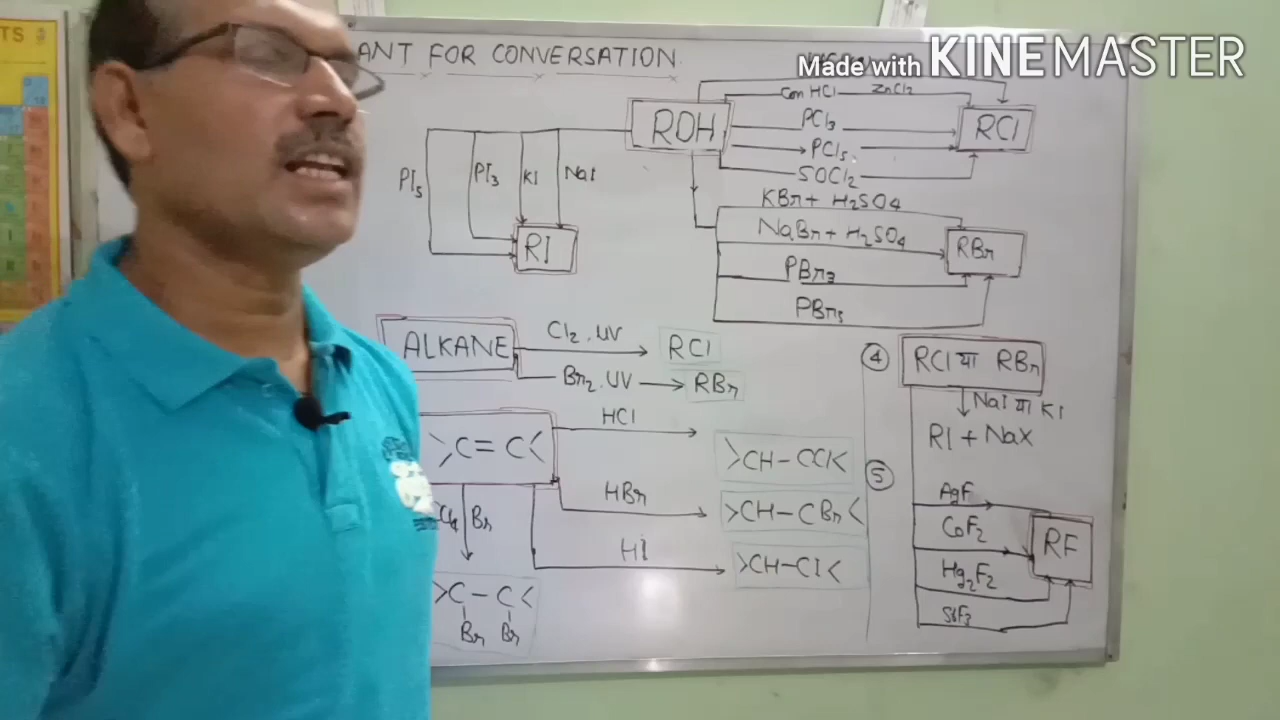 TS
ANT FOR CONVERSATION
Made with KINEMASTER
Con HCl ZnCl2
ROH
RCl
PCl3
PCl5
SOCl2
PI5
PI3
KI
NaI
RI
KBr + H2SO4
NaBr + H2SO4
RBr
PBr3
PBr5
ALKANE
Cl2, UV
RCl
Br2, UV
RBr
>C=C<
HCl
>CH-CCl<
HBr
>CH-CBr<
HI
>CH-CI<
Br
>C-C<
Br Br
4
RCl या RBr
NaI या KI
RI + NaX
5
AgF
CoF2
Hg2F2
SbF3
RF